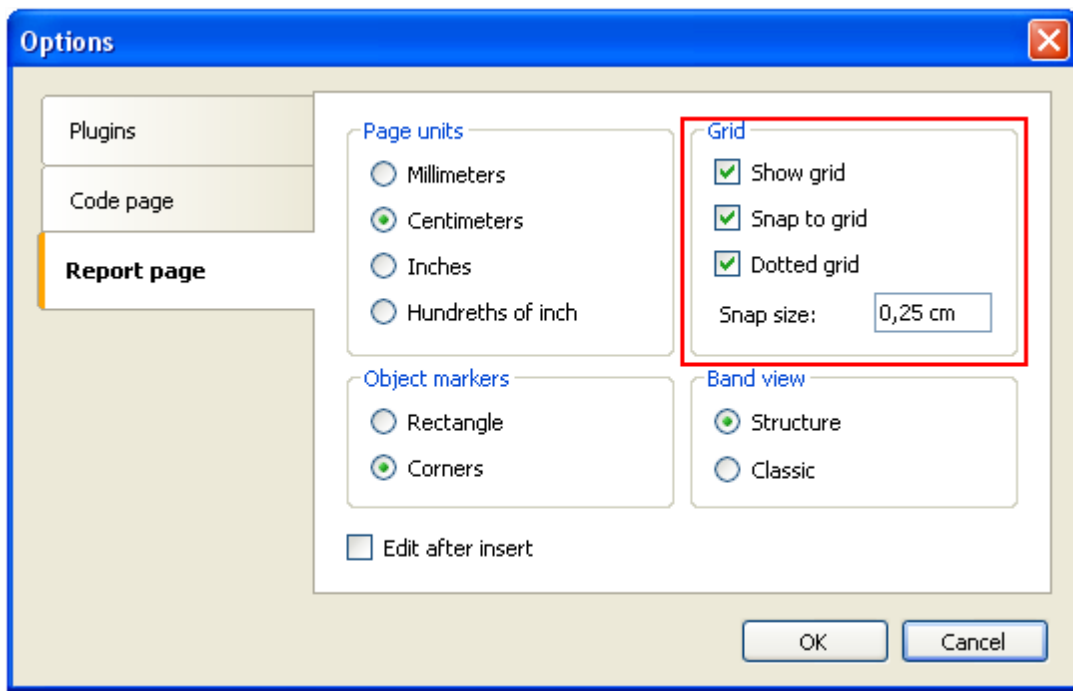 Options
Plugins
Code page
Report page
Page units
Millimeters
Centimeters
Inches
Hundreths of inch
Grid
Show grid
Snap to grid
Dotted grid
Snap size: 0,25 cm
Object markers
Rectangle
Corners
Band view
Structure
Classic
Edit after insert
OK Cancel